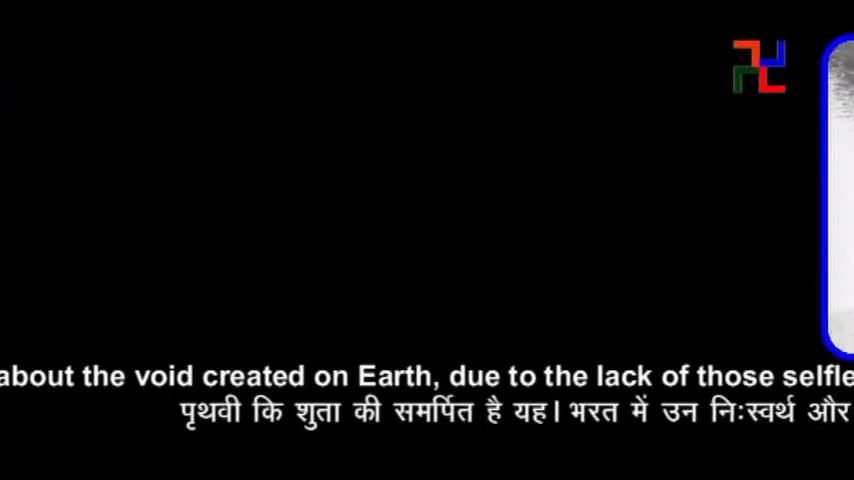 about the void created on Earth, due to the lack of those selfle
पृथवी कि शुता की समर्पित है यह। भरत में उन निःस्वर्थ और